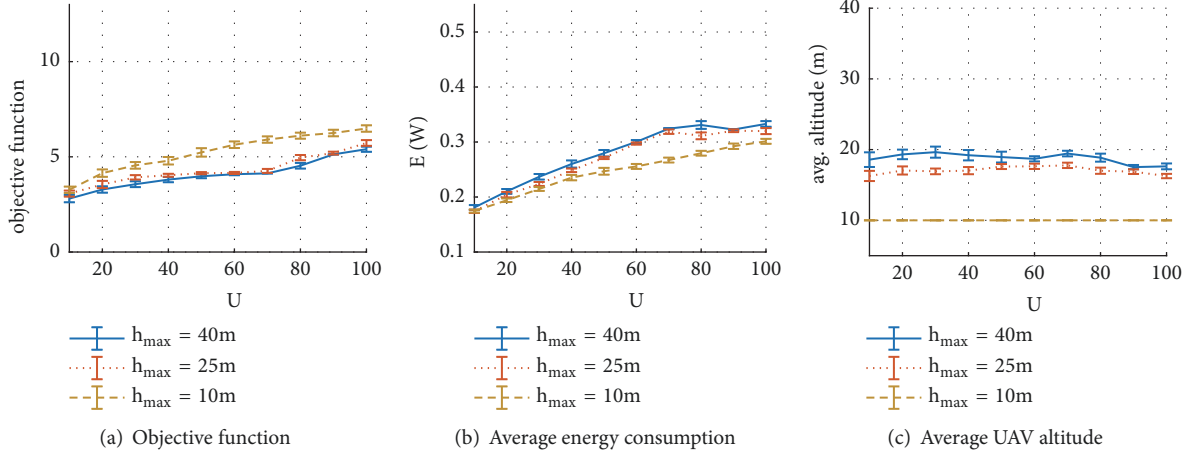 objective function
10
5
0
20 40 60 80 100
U
h_max = 40m
h_max = 25m
h_max = 10m
(a) Objective function
E (W)
0.5
0.4
0.3
0.2
0.1
20 40 60 80 100
U
h_max = 40m
h_max = 25m
h_max = 10m
(b) Average energy consumption
avg. altitude (m)
40
30
20
10
20 40 60 80 100
U
h_max = 40m
h_max = 25m
h_max = 10m
(c) Average UAV altitude